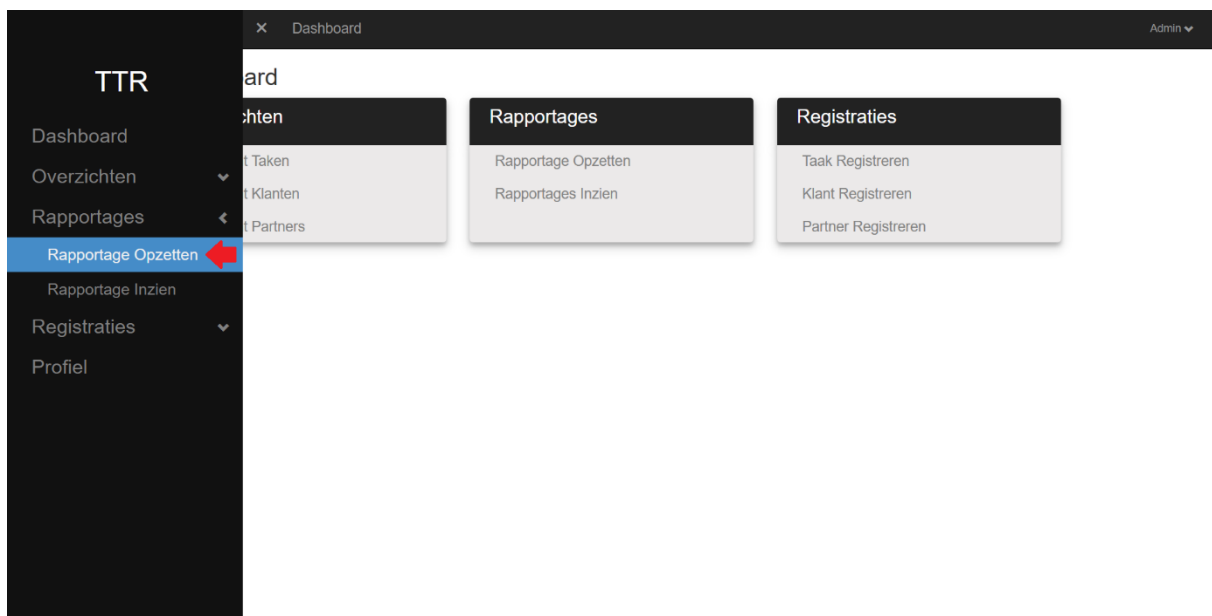 Dashboard
Admin
TTR
Dashboard
Overzichten
Rapportages
Rapportage Opzetten
Rapportage Inzien
Registraties
Profiel
ard
chten
t Taken
t Klanten
t Partners
Rapportages
Rapportage Opzetten
Rapportages Inzien
Registraties
Taak Registreren
Klant Registreren
Partner Registreren